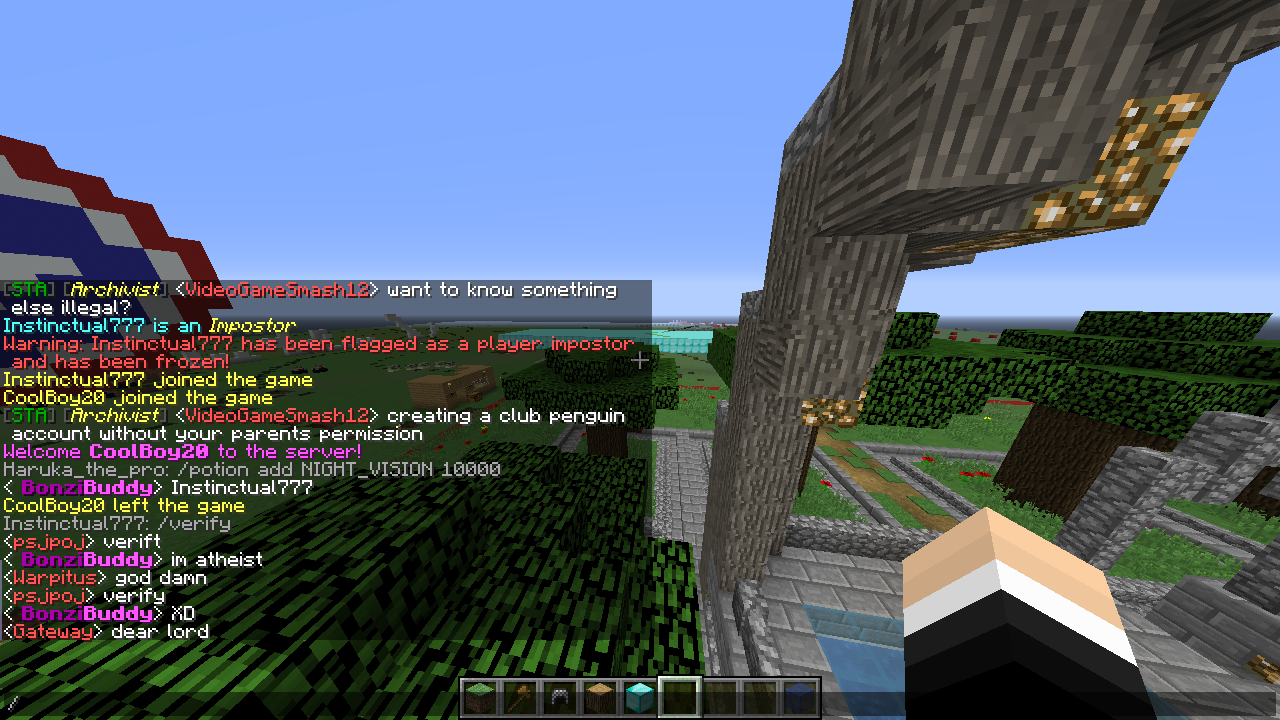 [STA] [Archivist] <VideoGameSmash12> want to know something
else illegal?
Instinctual777 is an Impostor
Warning: Instinctual777 has been flagged as a player impostor
and has been frozen!
Instinctual777 joined the game
CoolBoy20 joined the game
[STA] [Archivist] <VideoGameSmash12> creating a club penguin
account without your parents permission
Welcome CoolBoy20 to the server!
Haruka_the_pro: /potion add NIGHT_VISION 10000
< BonziBuddy> Instinctual777
CoolBoy20 left the game
Instinctual777: /verify
<psjpoj> verift
< BonziBuddy> im atheist
<Warpitus> god damn
<psjpoj> verify
< BonziBuddy> XD
<Gateway> dear lord
/